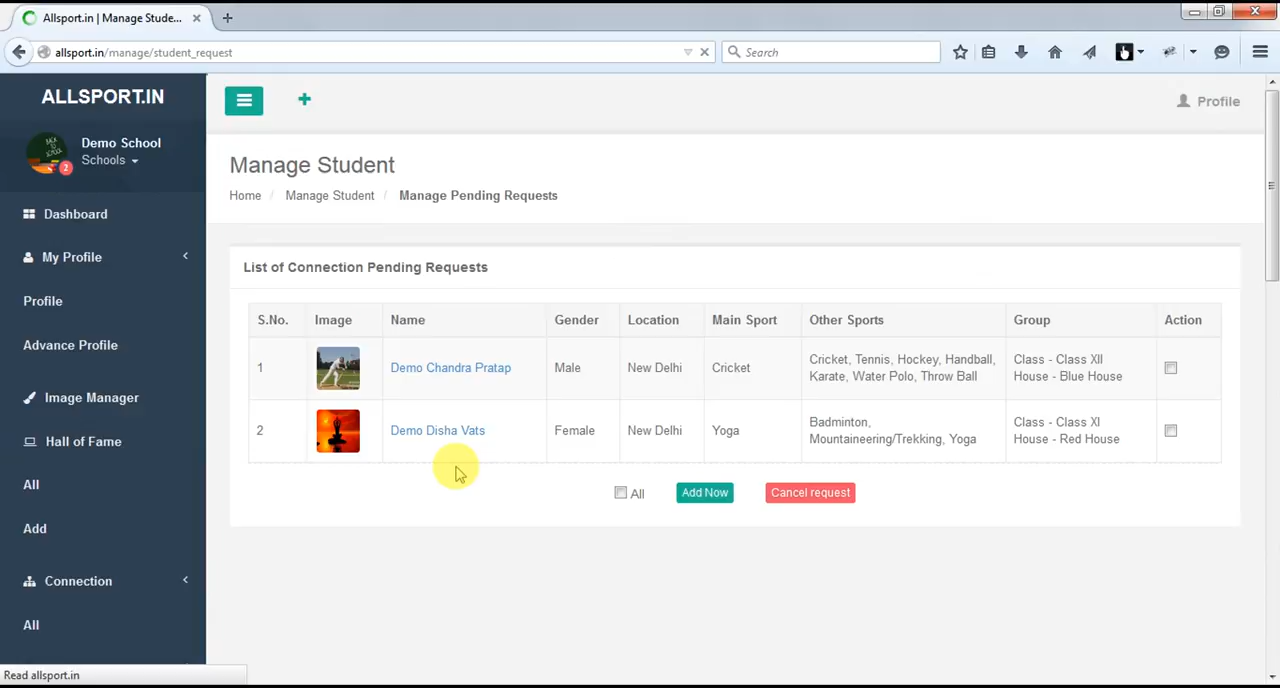 Allsport.in | Manage Stude...
allsport.in/manage/student_request
Search
ALLSPORT.IN
Profile
Demo School
Schools
2
Manage Student
Home / Manage Student / Manage Pending Requests
Dashboard
My Profile
Profile
Advance Profile
Image Manager
Hall of Fame
All
Add
Connection
All
List of Connection Pending Requests
S.No. Image Name Gender Location Main Sport Other Sports Group Action
1 Demo Chandra Pratap Male New Delhi Cricket Cricket, Tennis, Hockey, Handball, Class - Class XII
Karate, Water Polo, Throw Ball House - Blue House
2 Demo Disha Vats Female New Delhi Yoga Badminton, Class - Class XI
Mountaineering/Trekking, Yoga House - Red House
All Add Now Cancel request
Read allsport.in